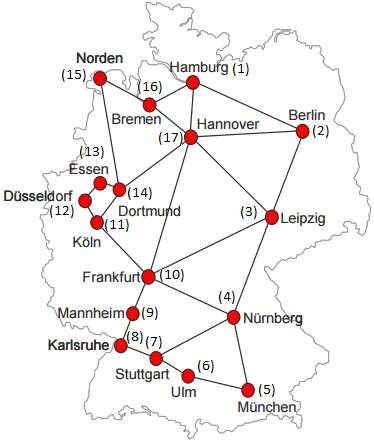 Norden
Hamburg (1)
(15)
(16)
Bremen
Berlin
(17)
Hannover
(2)
(13)
Essen
Düsseldorf
(14)
(12)
Dortmund
(3)
Leipzig
(11)
Köln
Frankfurt
(10)
(4)
Mannheim
(9)
Nürnberg
Karlsruhe
(8)
(7)
Stuttgart
(6)
Ulm
(5)
München